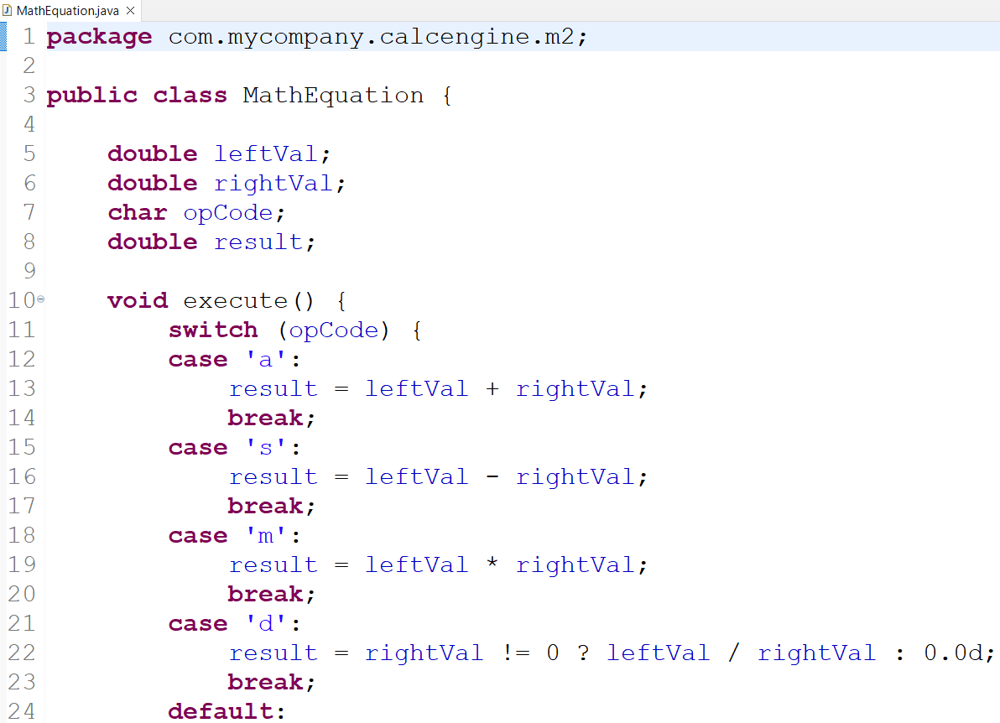 MathEquation.java
1 package com.mycompany.calcengine.m2;
2
3 public class MathEquation {
4
5     double leftVal;
6     double rightVal;
7     char opCode;
8     double result;
9
10     void execute() {
11         switch (opCode) {
12         case 'a':
13             result = leftVal + rightVal;
14             break;
15         case 's':
16             result = leftVal - rightVal;
17             break;
18         case 'm':
19             result = leftVal * rightVal;
20             break;
21         case 'd':
22             result = rightVal != 0 ? leftVal / rightVal : 0.0d;
23             break;
24         default: